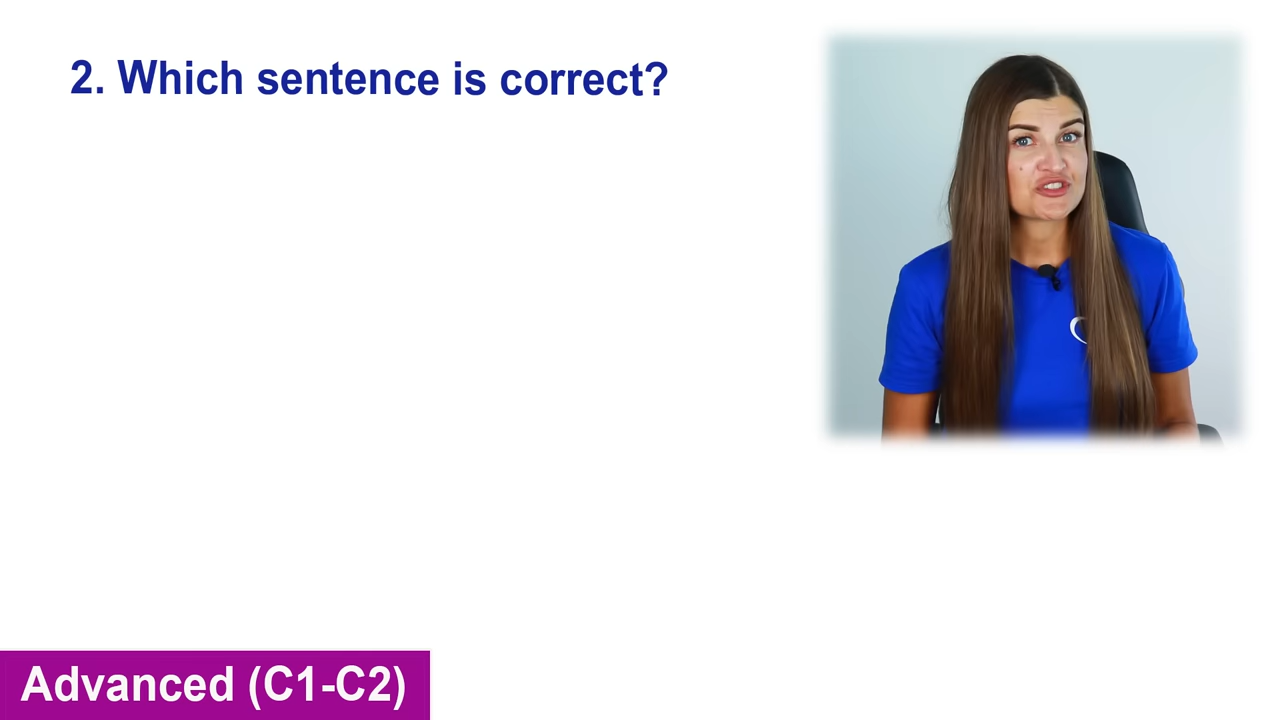 2. Which sentence is correct?
Advanced (C1-C2)